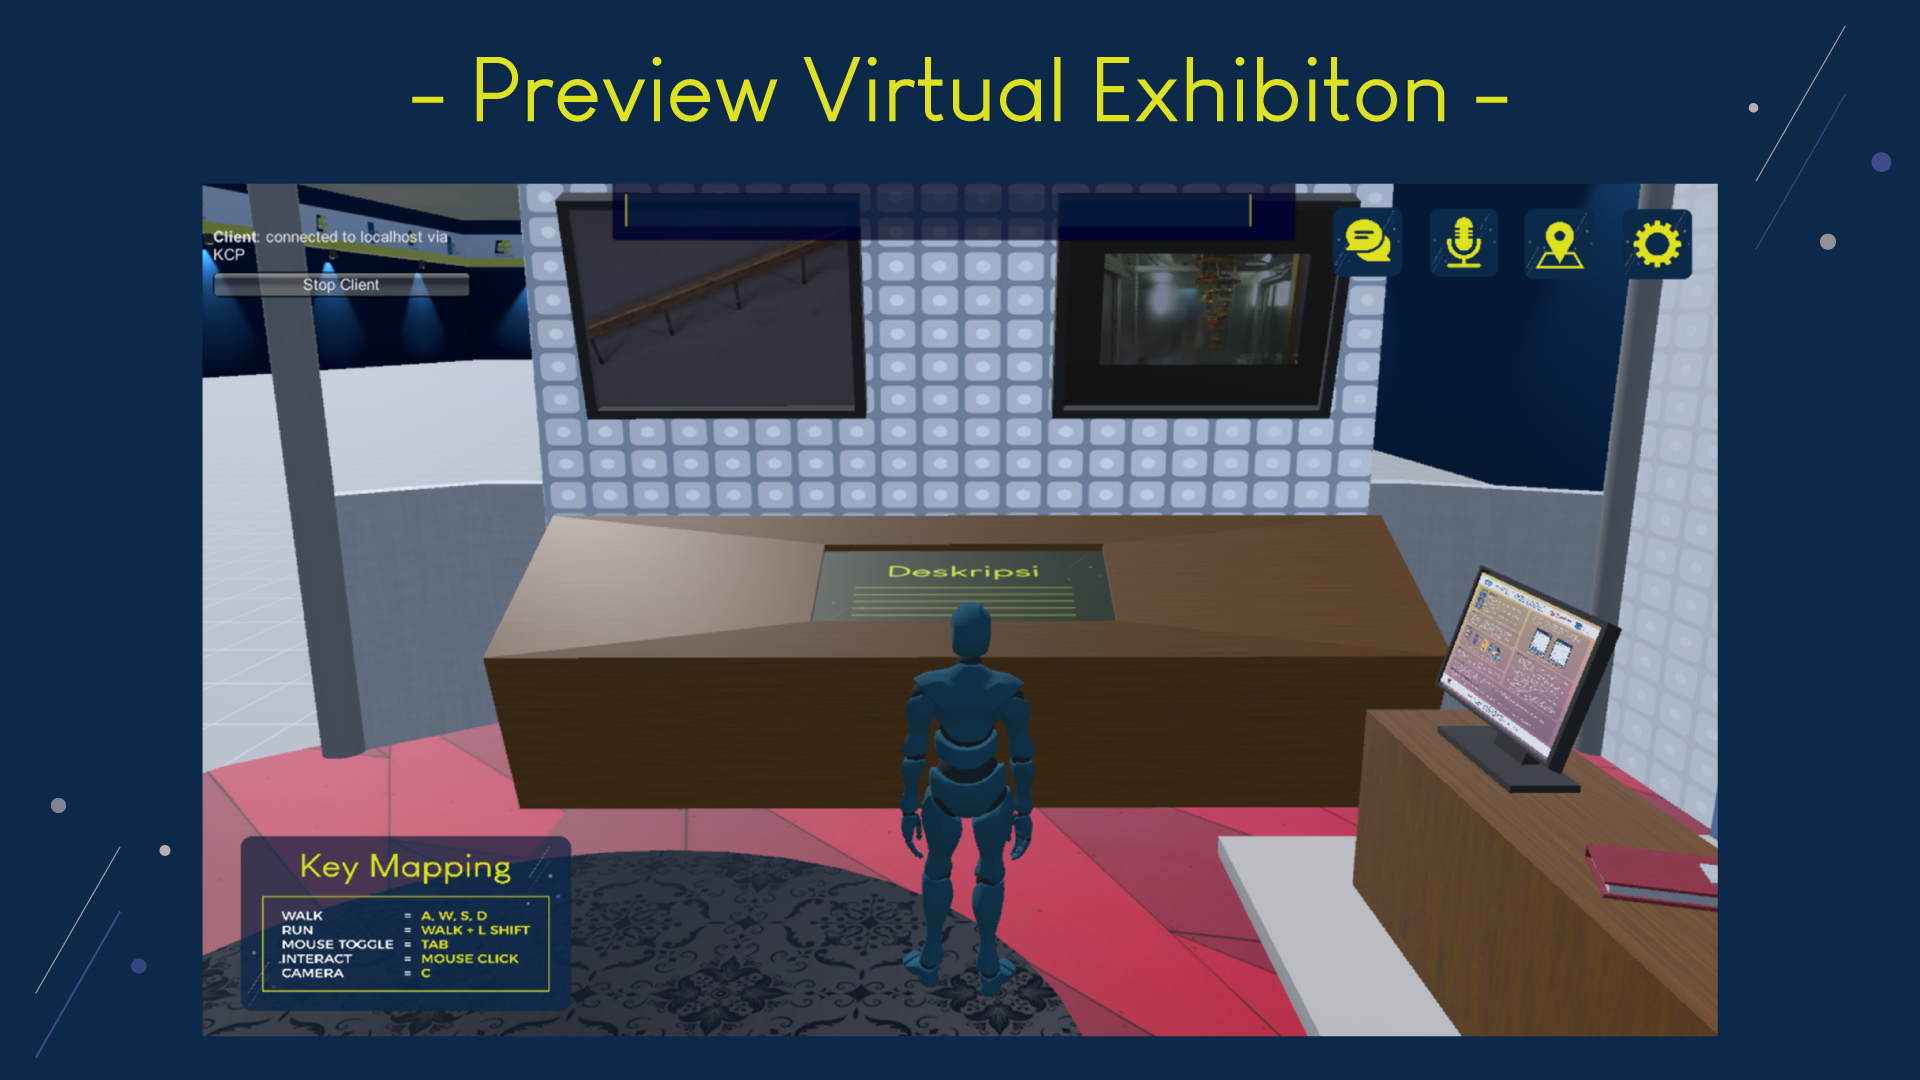 - Preview Virtual Exhibiton -
Client: connected to localhost via
KCP
Stop Client
Deskripsi
Key Mapping
WALK = A, W, S, D
RUN = WALK + L SHIFT
MOUSE TOGGLE = TAB
INTERACT = MOUSE CLICK
CAMERA = C